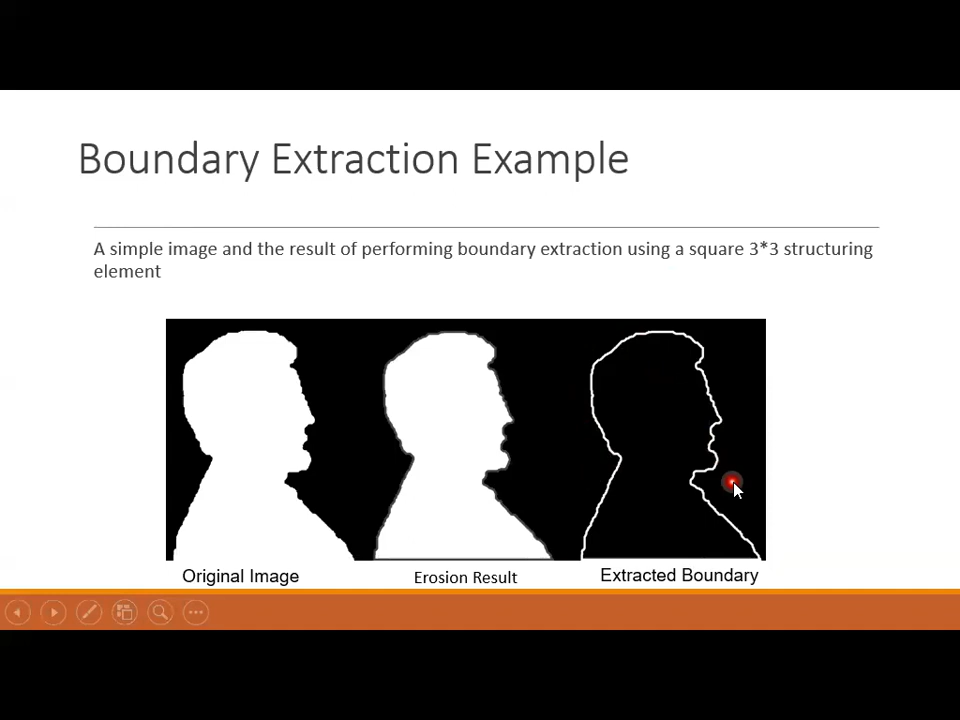 Boundary Extraction Example
A simple image and the result of performing boundary extraction using a square 3*3 structuring
element
Original Image
Erosion Result
Extracted Boundary